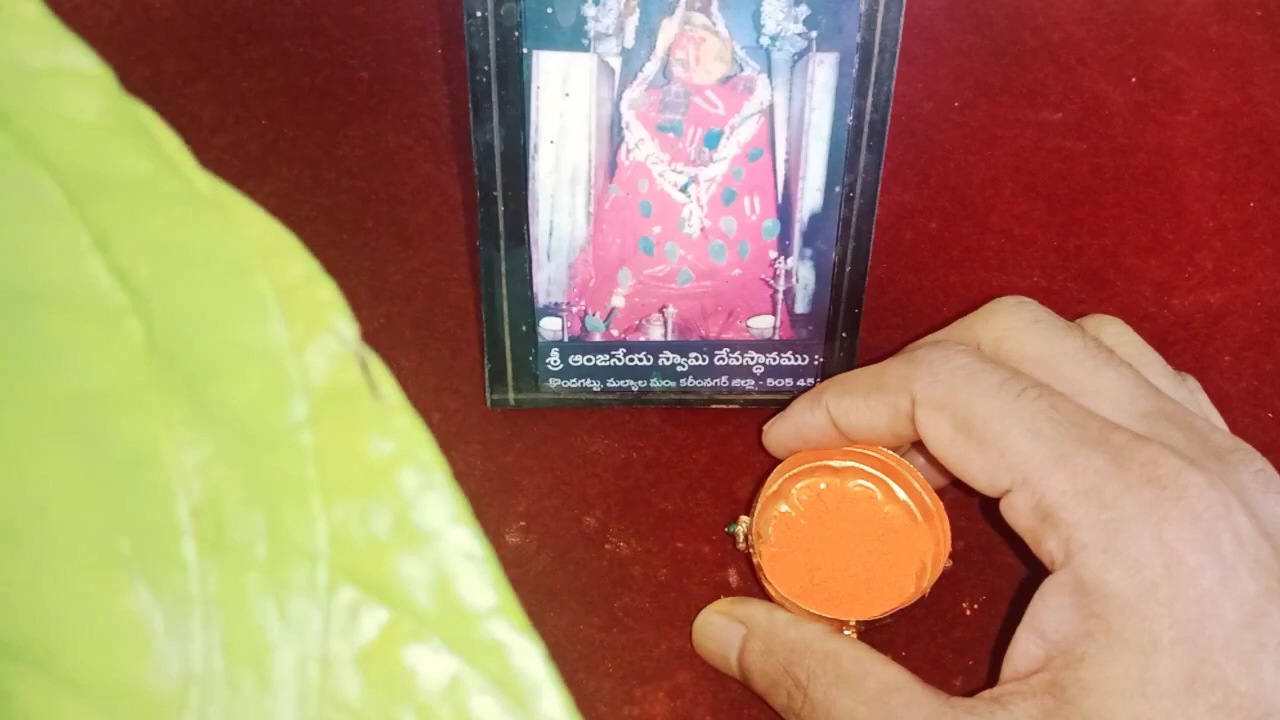 శ్రీ ఆంజనేయ స్వామి దేవస్థానము :-
కొండగట్టు, మల్యాల మం॥ కరీంనగర్ జిల్లా - 505 45